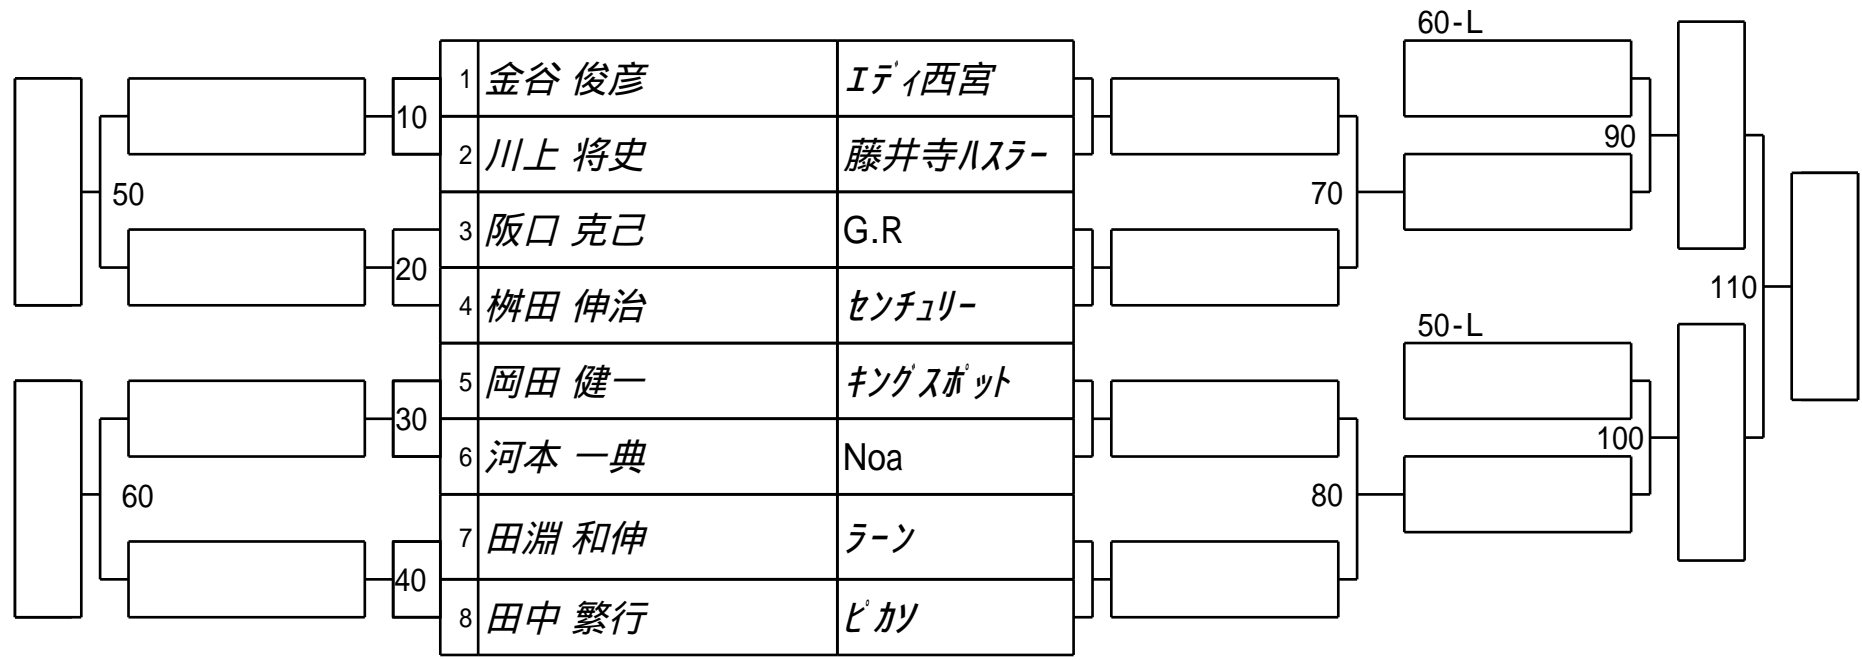 60-L
1 金谷 俊彦 ｴﾃﾞｨ西宮
10
90
2 川上 将史 藤井寺ﾊｽﾗｰ
50
70
3 阪口 克己 G.R
20
110
4 桝田 伸治 ｾﾝﾁｭﾘｰ
50-L
5 岡田 健一 ｷﾝｸﾞｽﾎﾟｯﾄ
30
100
6 河本 一典 Noa
60
80
7 田淵 和伸 ﾗｰﾝ
40
8 田中 繁行 ﾋﾟｶｿ